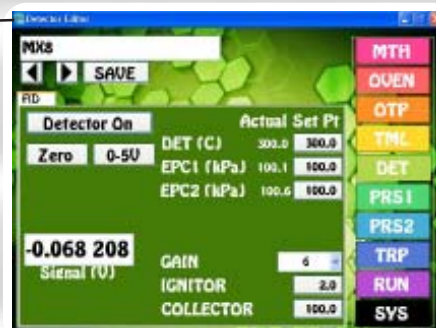 Detector Editor
MX8
SAVE
FID
Detector On
Zero 0-5V
Actual Set Pt
DET (C) 300.0 300.0
EPC1 (kPa) 100.1 100.0
EPC2 (kPa) 100.6 100.0
-0.068 208
Signal (V)
GAIN 6
IGNITOR 2.0
COLLECTOR 100.0
MTH
OVEN
OTP
TML
DET
PRS1
PRS2
TRP
RUN
SYS